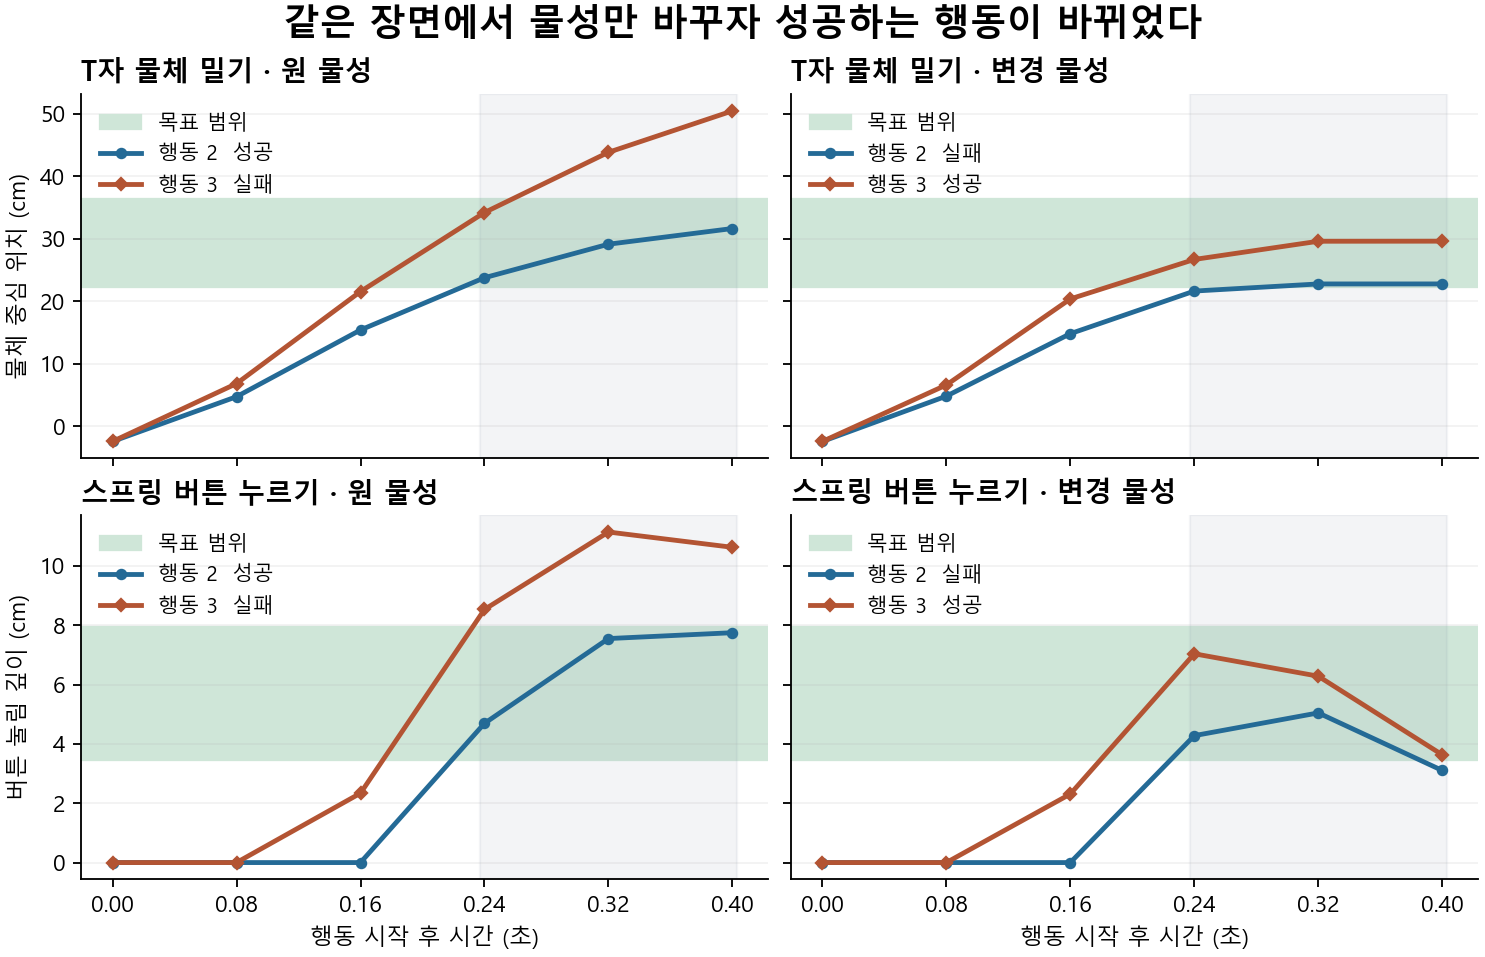 같은 장면에서 물성만 바꾸자 성공하는 행동이 바뀌었다
T자 물체 밀기 · 원 물성
물체 중심 위치 (cm)
50
40
30
20
10
0
목표 범위
행동 2 성공
행동 3 실패
T자 물체 밀기 · 변경 물성
목표 범위
행동 2 실패
행동 3 성공
스프링 버튼 누르기 · 원 물성
버튼 눌림 깊이 (cm)
10
8
6
4
2
0
목표 범위
행동 2 성공
행동 3 실패
0.00 0.08 0.16 0.24 0.32 0.40
행동 시작 후 시간 (초)
스프링 버튼 누르기 · 변경 물성
목표 범위
행동 2 실패
행동 3 성공
0.00 0.08 0.16 0.24 0.32 0.40
행동 시작 후 시간 (초)